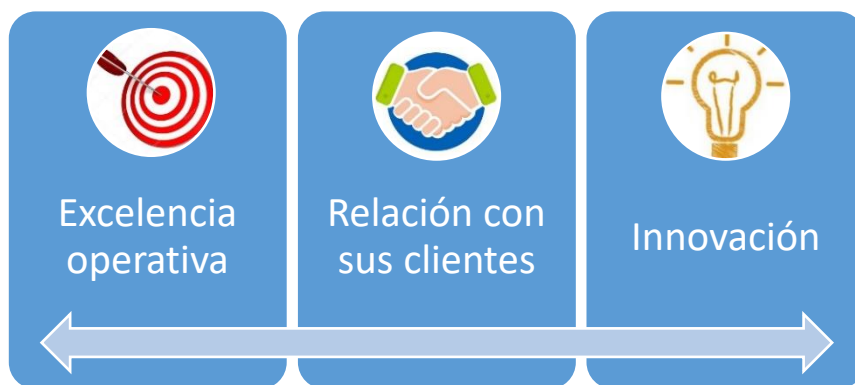 Excelencia
operativa
Relación con
sus clientes
Innovación